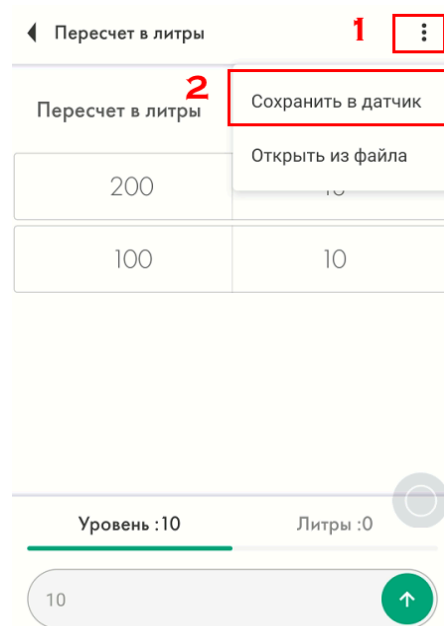 Пересчет в литры
1
2
Сохранить в датчик
Пересчет в литры
Открыть из файла
200
100 10
Уровень :10 Литры :0
10